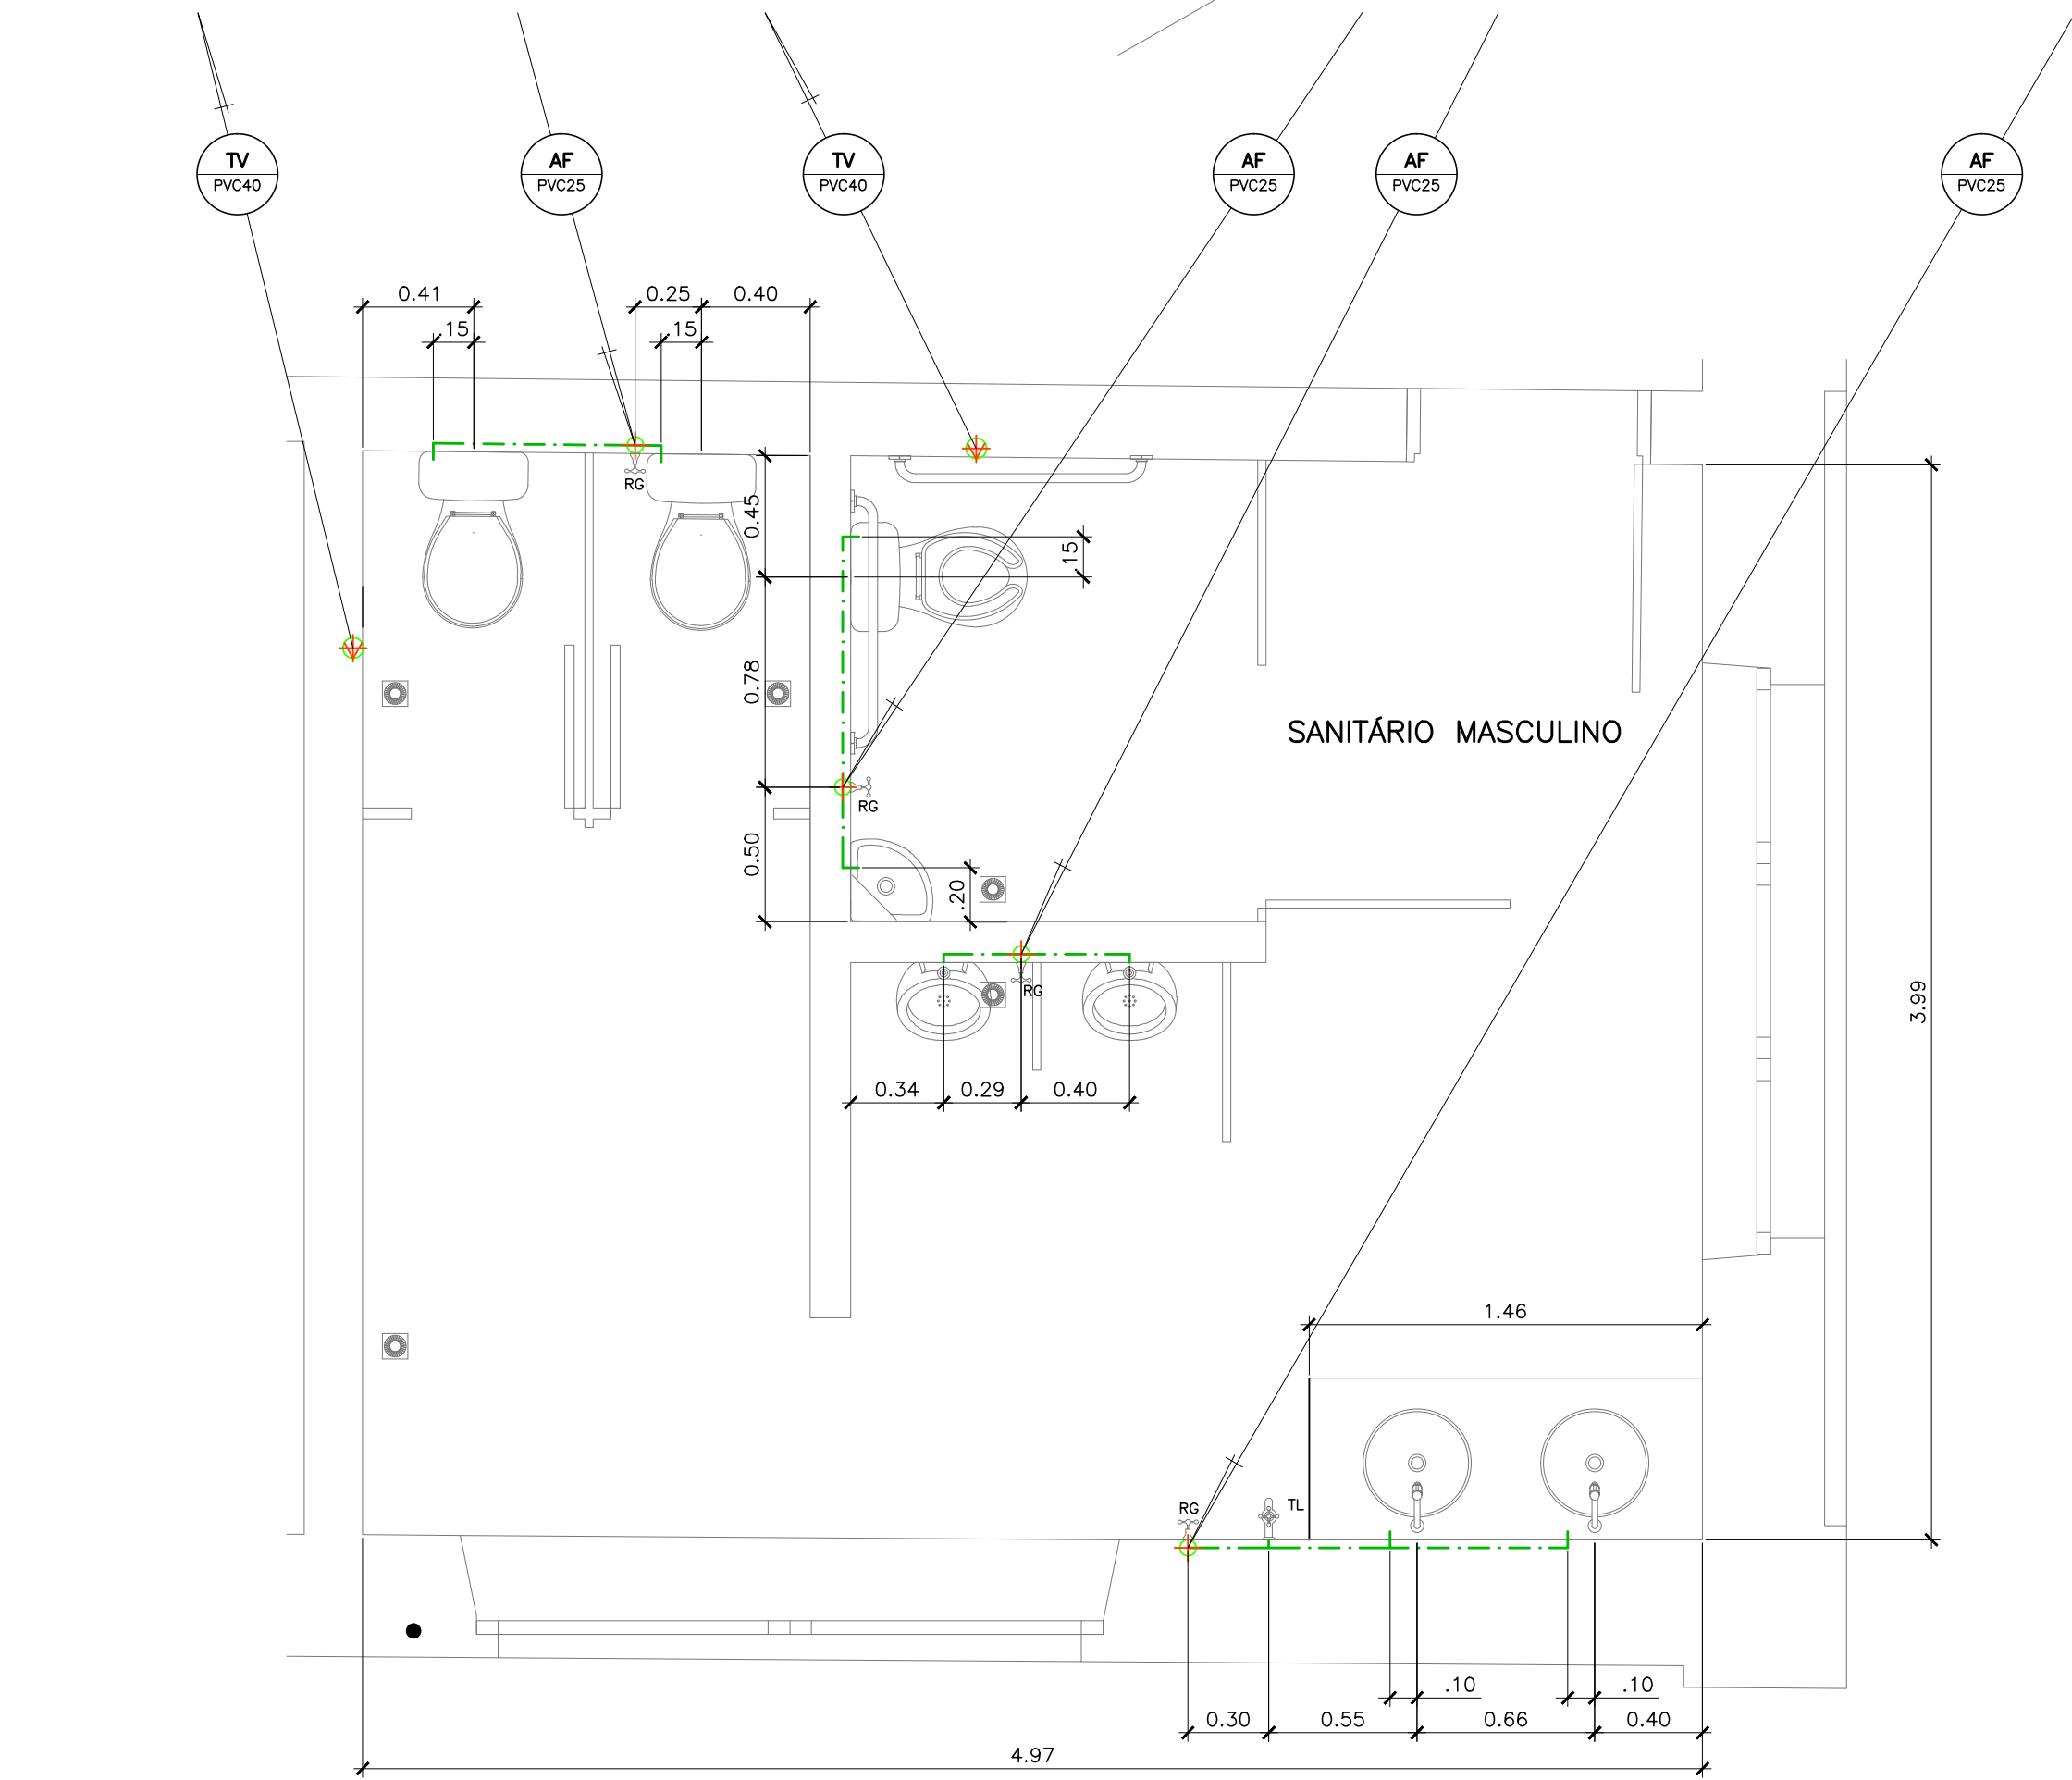 TV
PVC40
AF
PVC25
TV
PVC40
AF
PVC25
AF
PVC25
AF
PVC25
0.41
0.25
0.40
.15
.15
RG
0.45
.15
0.78
SANITÁRIO MASCULINO
RG
0.50
.20
RG
0.34
0.29
0.40
3.99
1.46
RG
TL
.10
.10
0.30
0.55
0.66
0.40
4.97